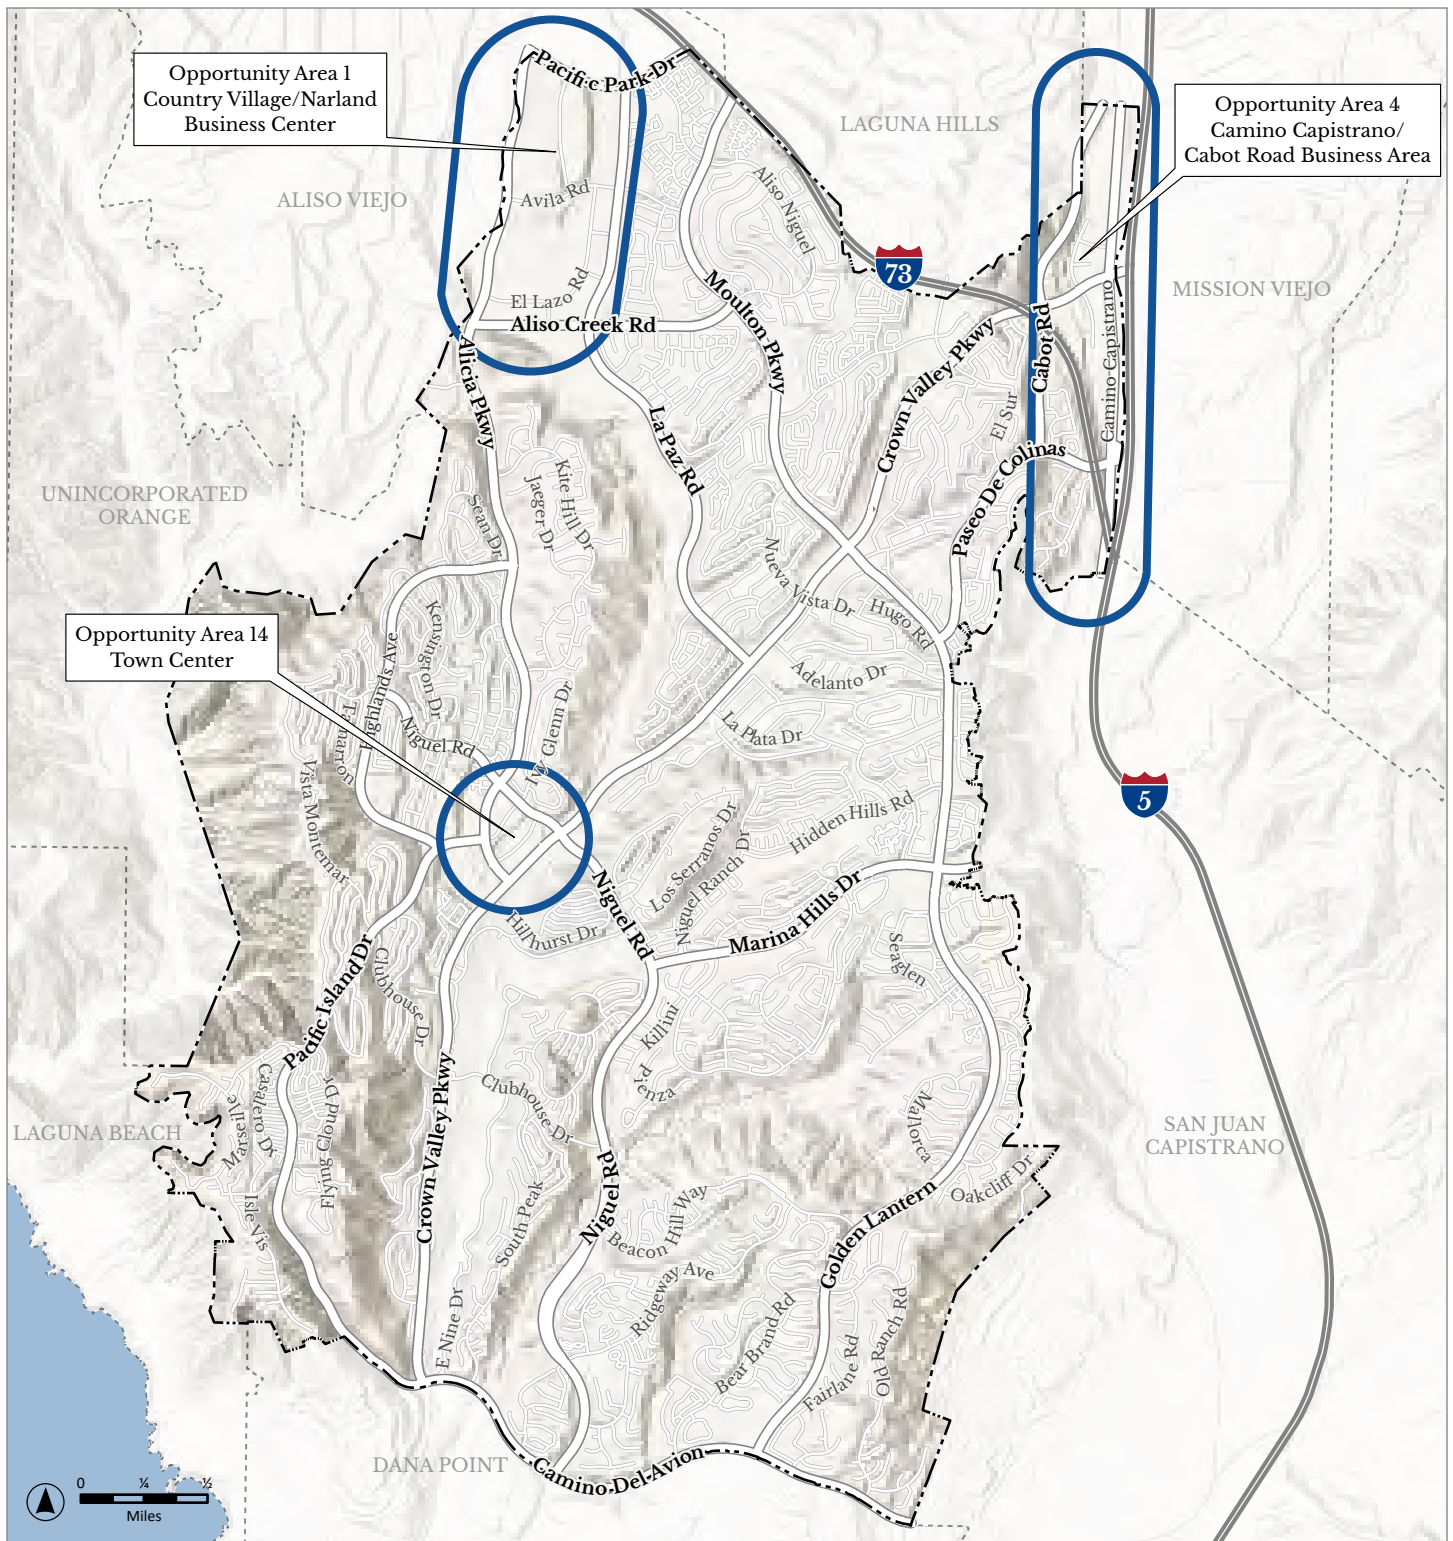 Opportunity Area 1
Country Village/Narland
Business Center
Pacific Park Dr
Opportunity Area 4
Camino Capistrano/
Cabot Road Business Area
LAGUNA HILLS
ALISO VIEJO
Avila Rd
Aliso Niguel
73
MISSION VIEJO
El Lazo Rd
Aliso Creek Rd
Moulton Pkwy
Crown Valley Pkwy
Cabot Rd
Camino Capistrano
Alicia Pkwy
La Paz Rd
El Sur
Paseo De Colinas
UNINCORPORATED
ORANGE
Sean Dr
Jaeger Dr
Kite Hill Dr
Nueva Vista Dr
Hugo Rd
Opportunity Area 14
Town Center
Kensington Dr
Highlands Ave
Tamarron
Niguel Rd
Ivy Glenn Dr
Adelanto Dr
La Plata Dr
Vista Montemar
5
Hidden Hills Rd
Los Serranos Dr
Niguel Ranch Dr
Niguel Rd
Hillhurst Dr
Marina Hills Dr
Seaglen
Pacific Island Dr
Clubhouse Dr
Killini
Pienza
Clubhouse Dr
Crown Valley Pkwy
Casalero Dr
Marseille
Flying Cloud Dr
LAGUNA BEACH
Mallorca
SAN JUAN
CAPISTRANO
Isle Vis
South Peak
Niguel Rd
Beacon Hill Way
Ridgeway Ave
Golden Lantern
Oakcliff Dr
E Nine Dr
Bear Brand Rd
Fairlane Rd
Old Ranch Rd
DANA POINT
Camino Del Avion
0 ¼ ½
Miles